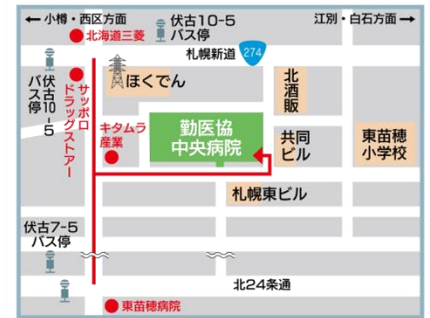 ← 小樽・西区方面
伏古10-5
バス停
江別・白石方面 →
北海道三菱
札幌新道
274
ほくでん
北酒販
伏古10-5
バス停
サッポロ
ドラッグストアー
キタムラ
産業
勤医協
中央病院
共同
ビル
東苗穂
小学校
札幌東ビル
伏古7-5
バス停
北24条通
東苗穂病院